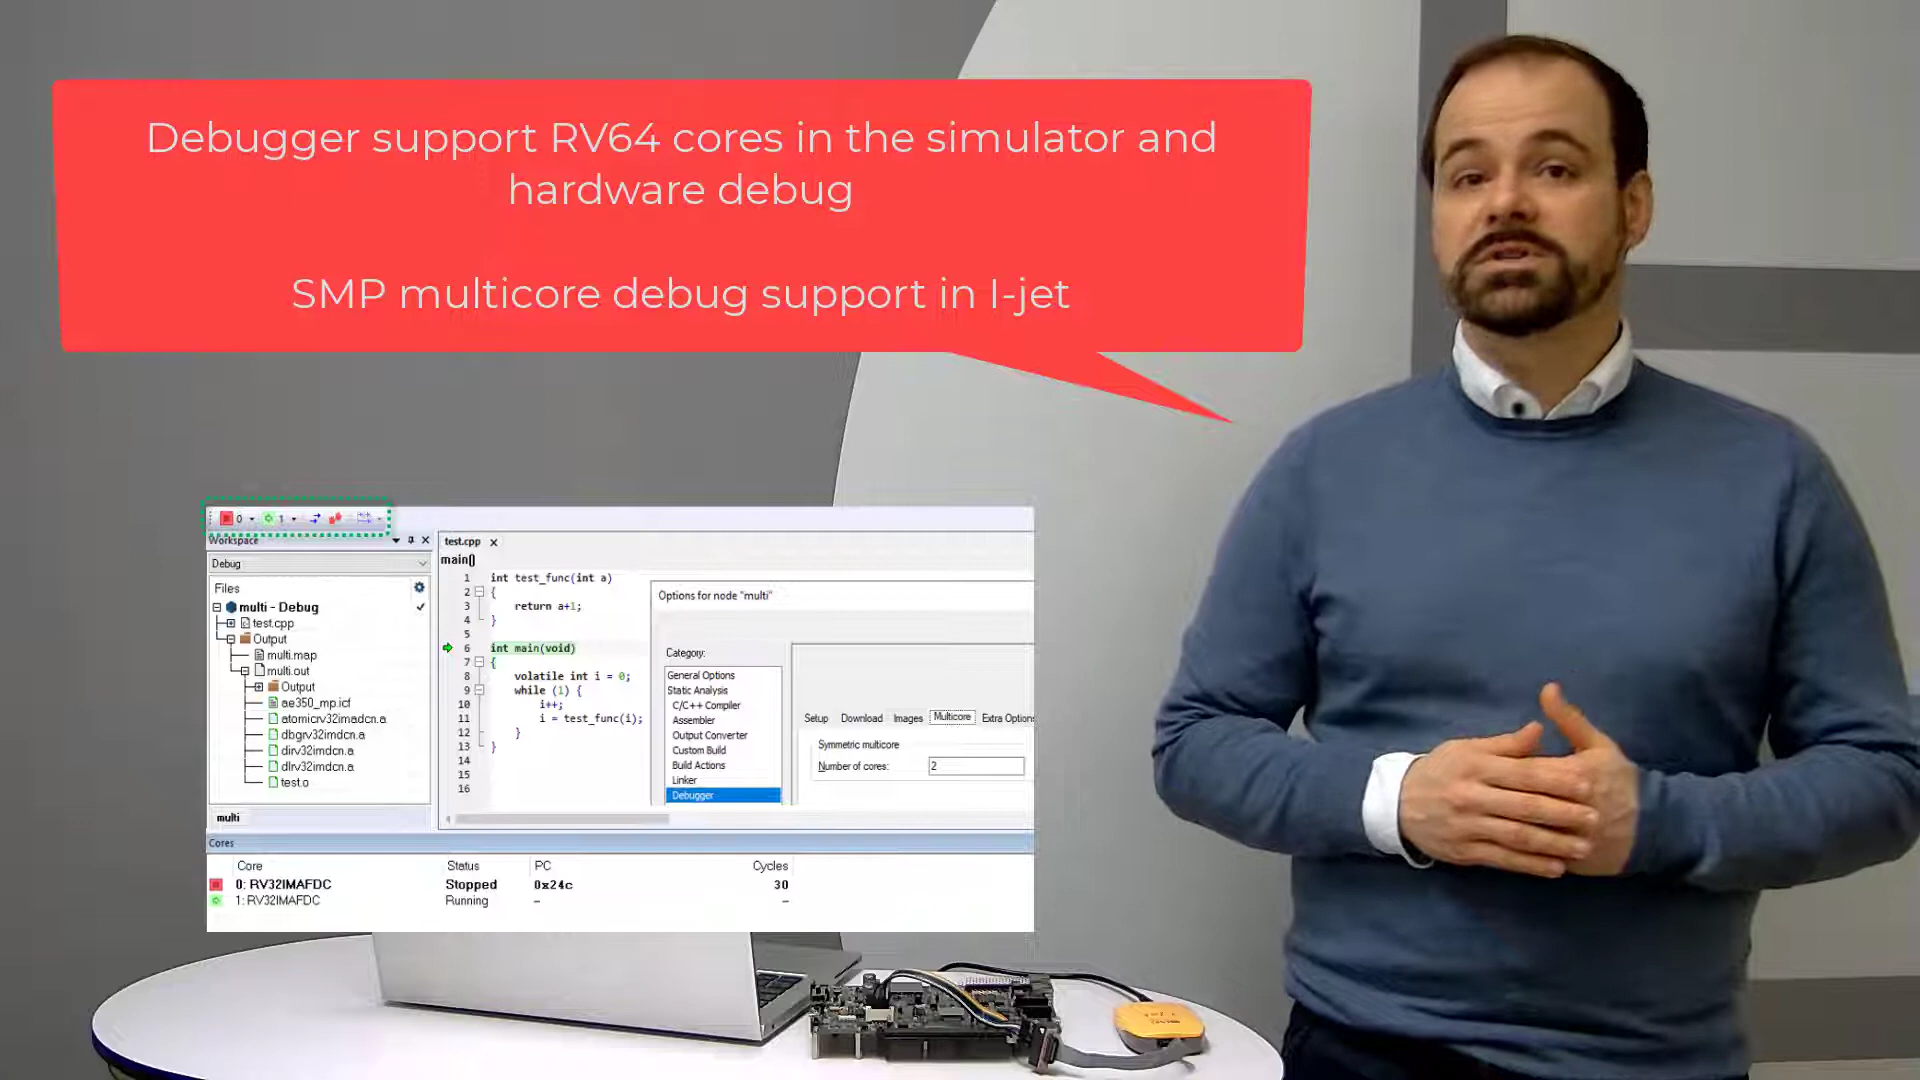 Debugger support RV64 cores in the simulator and
hardware debug
SMP multicore debug support in I-jet
0
1
Workspace
Debug
Files
multi - Debug
test.cpp
Output
multi.map
multi.out
Output
ae350_mp.icf
atomicrv32imadcn.a
dbgrv32imdcn.a
dirv32imdcn.a
dlrv32imdcn.a
test.o
multi
test.cpp
main()
1 int test_func(int a)
2 {
3 return a+1;
4 }
5
6 int main(void)
7 {
8 volatile int i = 0;
9 while (1) {
10 i++;
11 i = test_func(i);
12 }
13 }
14
15
16
Options for node "multi"
Category:
General Options
Static Analysis
C/C++ Compiler
Assembler
Output Converter
Custom Build
Build Actions
Linker
Debugger
Setup Download Images Multicore Extra Options
Symmetric multicore
Number of cores: 2
Cores
Core Status PC Cycles
0: RV32IMAFDC Stopped 0x24c 30
1: RV32IMAFDC Running – –